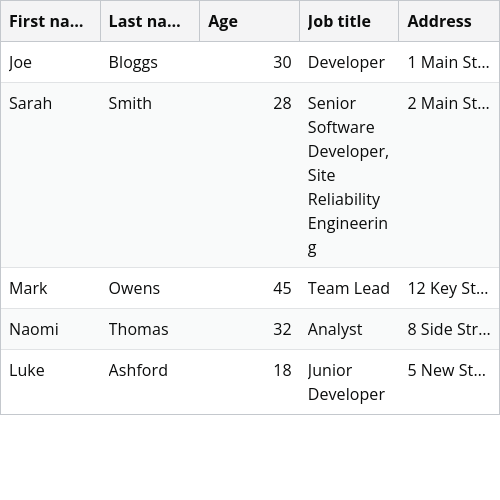 First na... Last na... Age Job title Address
Joe Bloggs 30 Developer 1 Main St...
Sarah Smith 28 Senior 2 Main St...
Software
Developer,
Site
Reliability
Engineerin
g
Mark Owens 45 Team Lead 12 Key St...
Naomi Thomas 32 Analyst 8 Side Str...
Luke Ashford 18 Junior 5 New St...
Developer